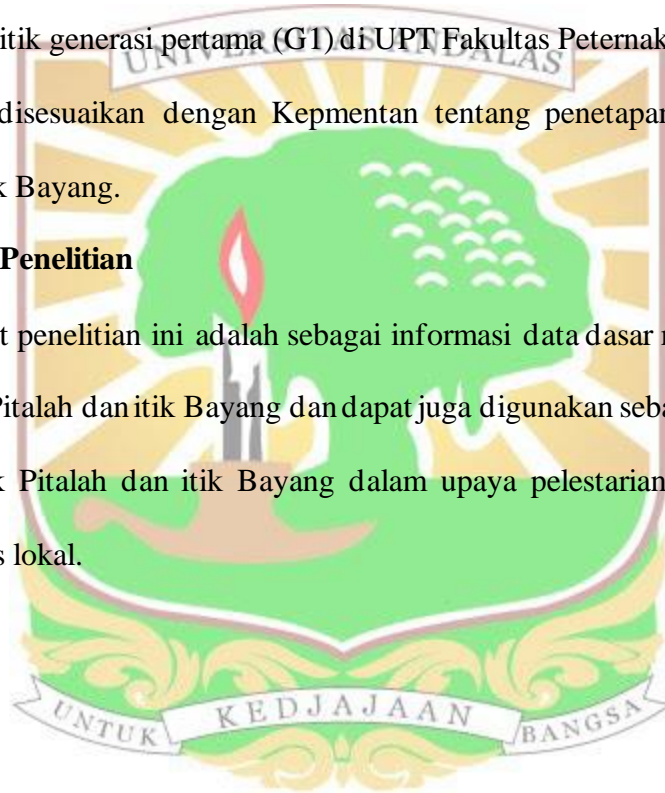 itik generasi pertama (G1) di UPT Fakultas Peternak
UNIVERSITAS ANDALAS
disesuaikan dengan Kepmentan tentang penetapan
k Bayang.
Penelitian
t penelitian ini adalah sebagai informasi data dasar
Pitalah dan itik Bayang dan dapat juga digunakan seba
k Pitalah dan itik Bayang dalam upaya pelestarian
s lokal.
UNTUK KEDJAJAAN BANGSA